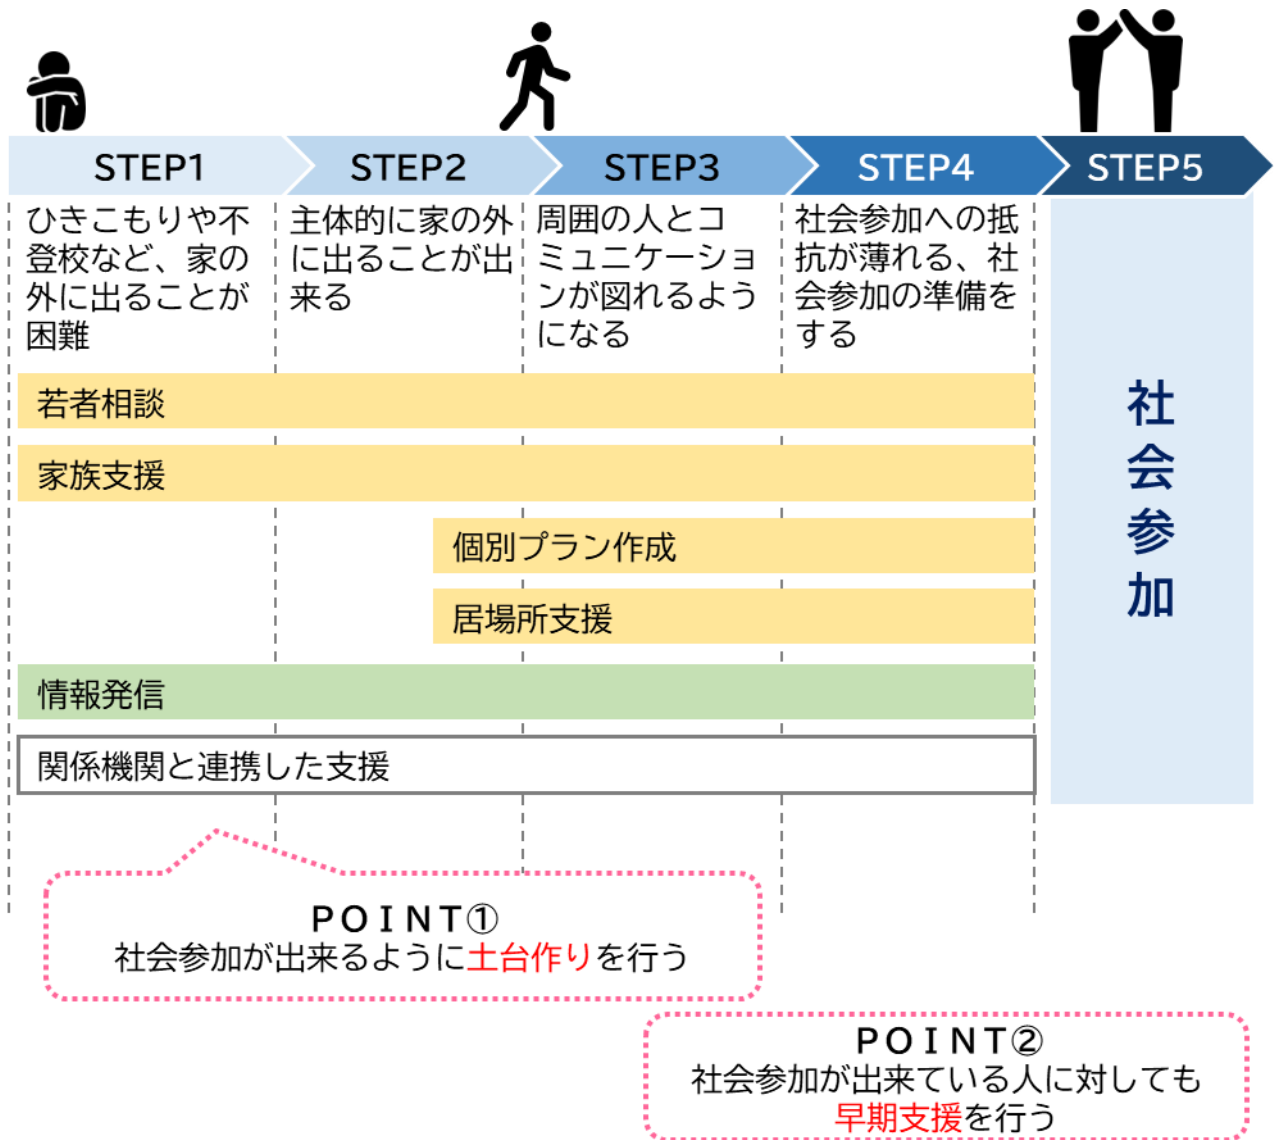 STEP1
STEP2
STEP3
STEP4
STEP5
ひきこもりや不
登校など、家の
外に出ることが
困難
主体的に家の外
に出ることが出
来る
周囲の人とコ
ミュニケーショ
ンが図れるよう
になる
社会参加への抵
抗が薄れる、社
会参加の準備を
する
社会参加
若者相談
家族支援
個別プラン作成
居場所支援
情報発信
関係機関と連携した支援
ＰＯＩＮＴ①
社会参加が出来るように土台作りを行う
ＰＯＩＮＴ②
社会参加が出来ている人に対しても
早期支援を行う